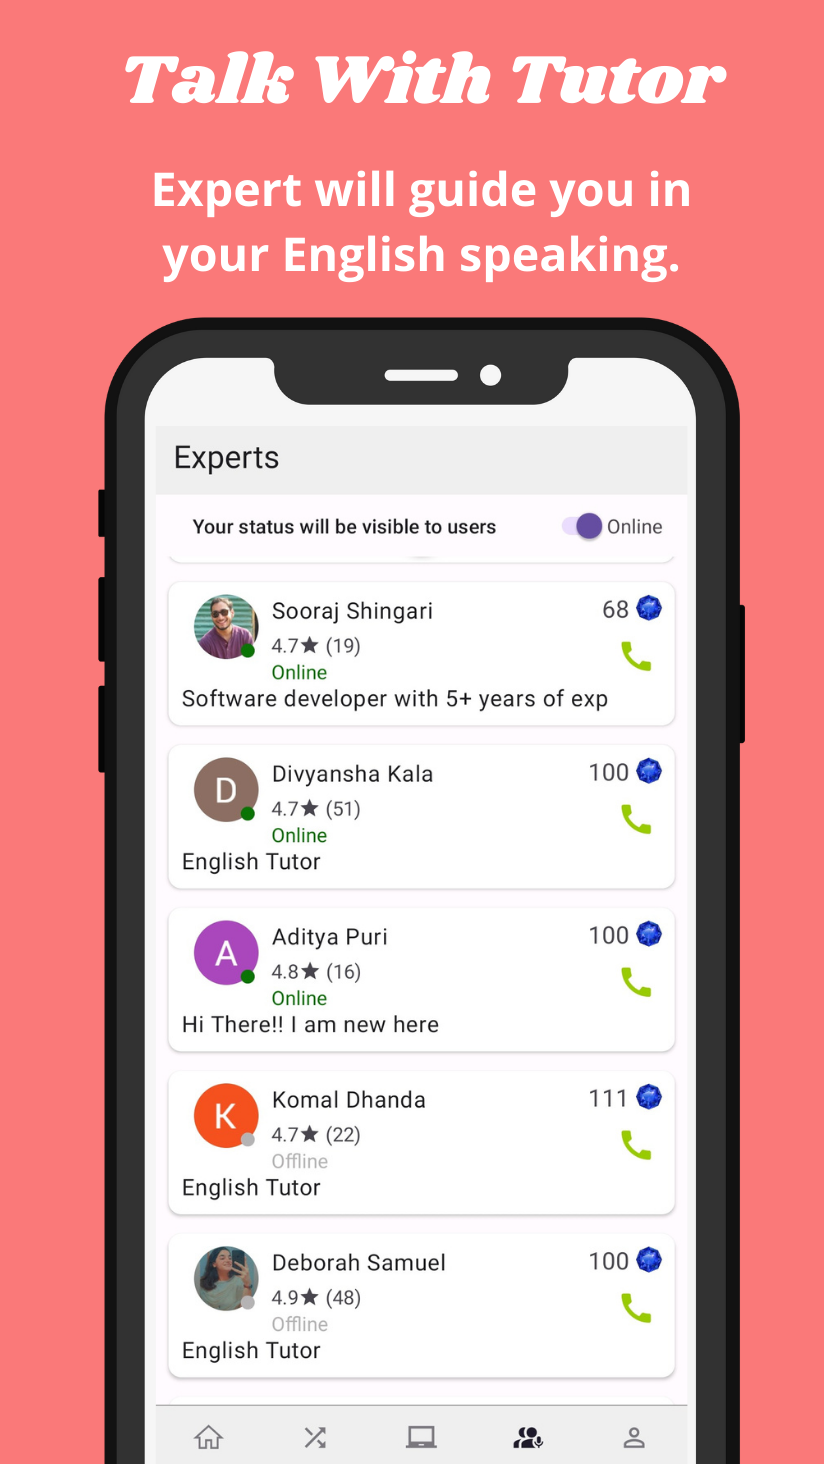 Talk With Tutor
Expert will guide you in
your English speaking.
Experts
Your status will be visible to users Online
Sooraj Shingari 68
4.7★ (19)
Online
Software developer with 5+ years of exp
D Divyansha Kala 100
4.7★ (51)
Online
English Tutor
A Aditya Puri 100
4.8★ (16)
Online
Hi There!! I am new here
K Komal Dhanda 111
4.7★ (22)
Offline
English Tutor
Deborah Samuel 100
4.9★ (48)
Offline
English Tutor